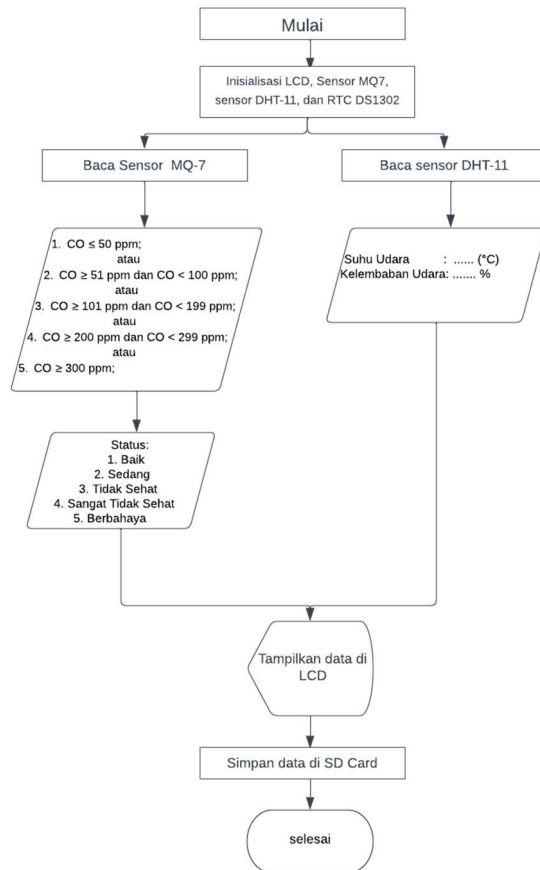 Mulai
Inisialisasi LCD, Sensor MQ7,
sensor DHT-11, dan RTC DS1302
Baca Sensor MQ-7
Baca sensor DHT-11
1. CO ≤ 50 ppm;
atau
2. CO ≥ 51 ppm dan CO < 100 ppm;
atau
3. CO ≥ 101 ppm dan CO < 199 ppm;
atau
4. CO ≥ 200 ppm dan CO < 299 ppm;
atau
5. CO ≥ 300 ppm;
Suhu Udara : ...... (°C)
Kelembaban Udara: ....... %
Status:
1. Baik
2. Sedang
3. Tidak Sehat
4. Sangat Tidak Sehat
5. Berbahaya
Tampilkan data di
LCD
Simpan data di SD Card
selesai